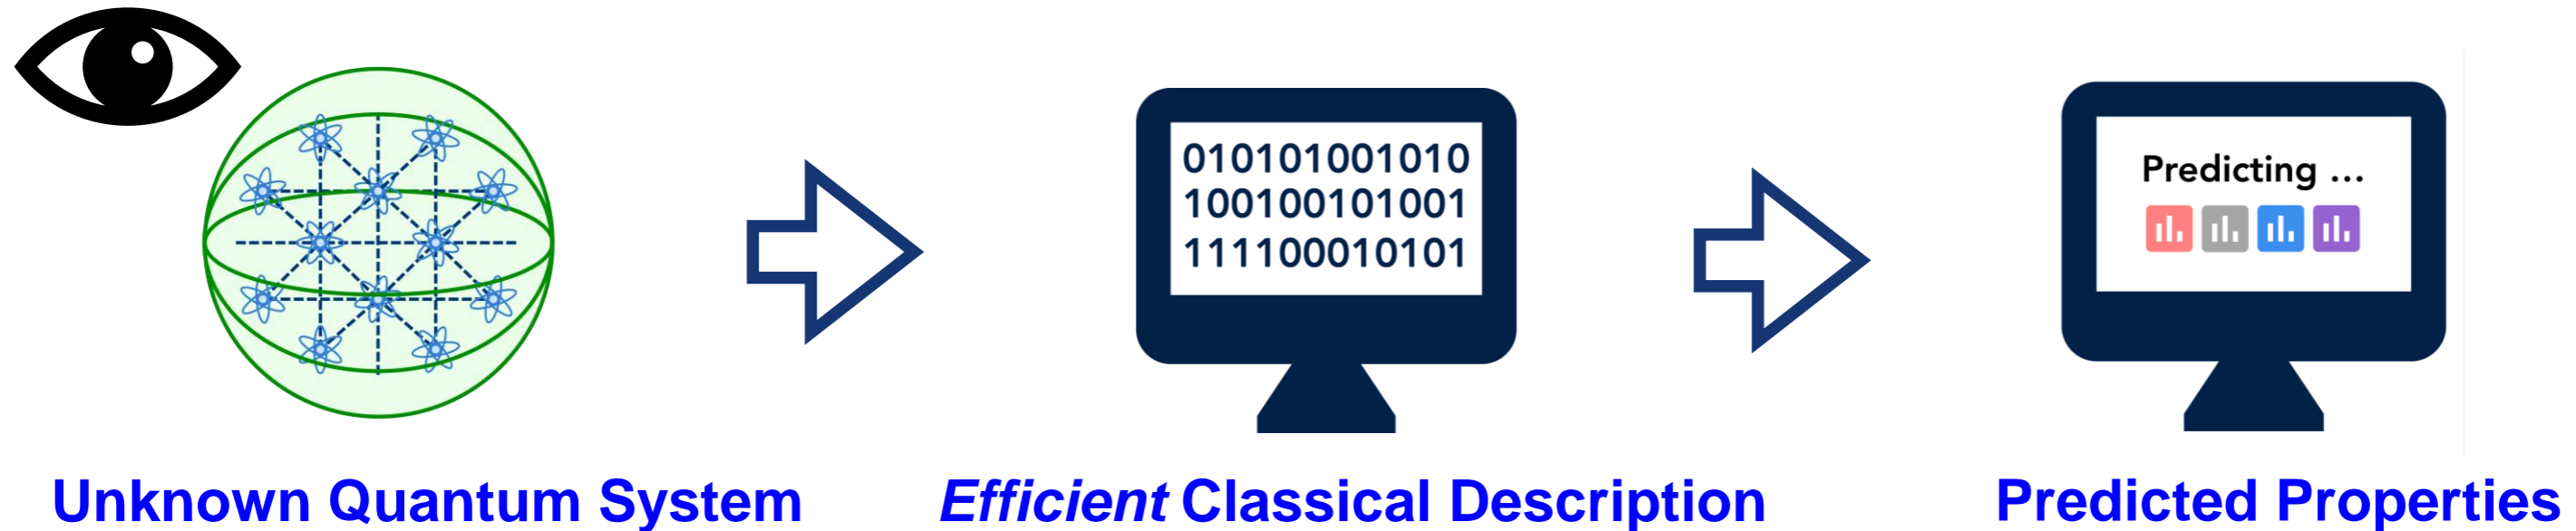 010101001010
100100101001
111100010101
Predicting ...
Unknown Quantum System
Efficient Classical Description
Predicted Properties